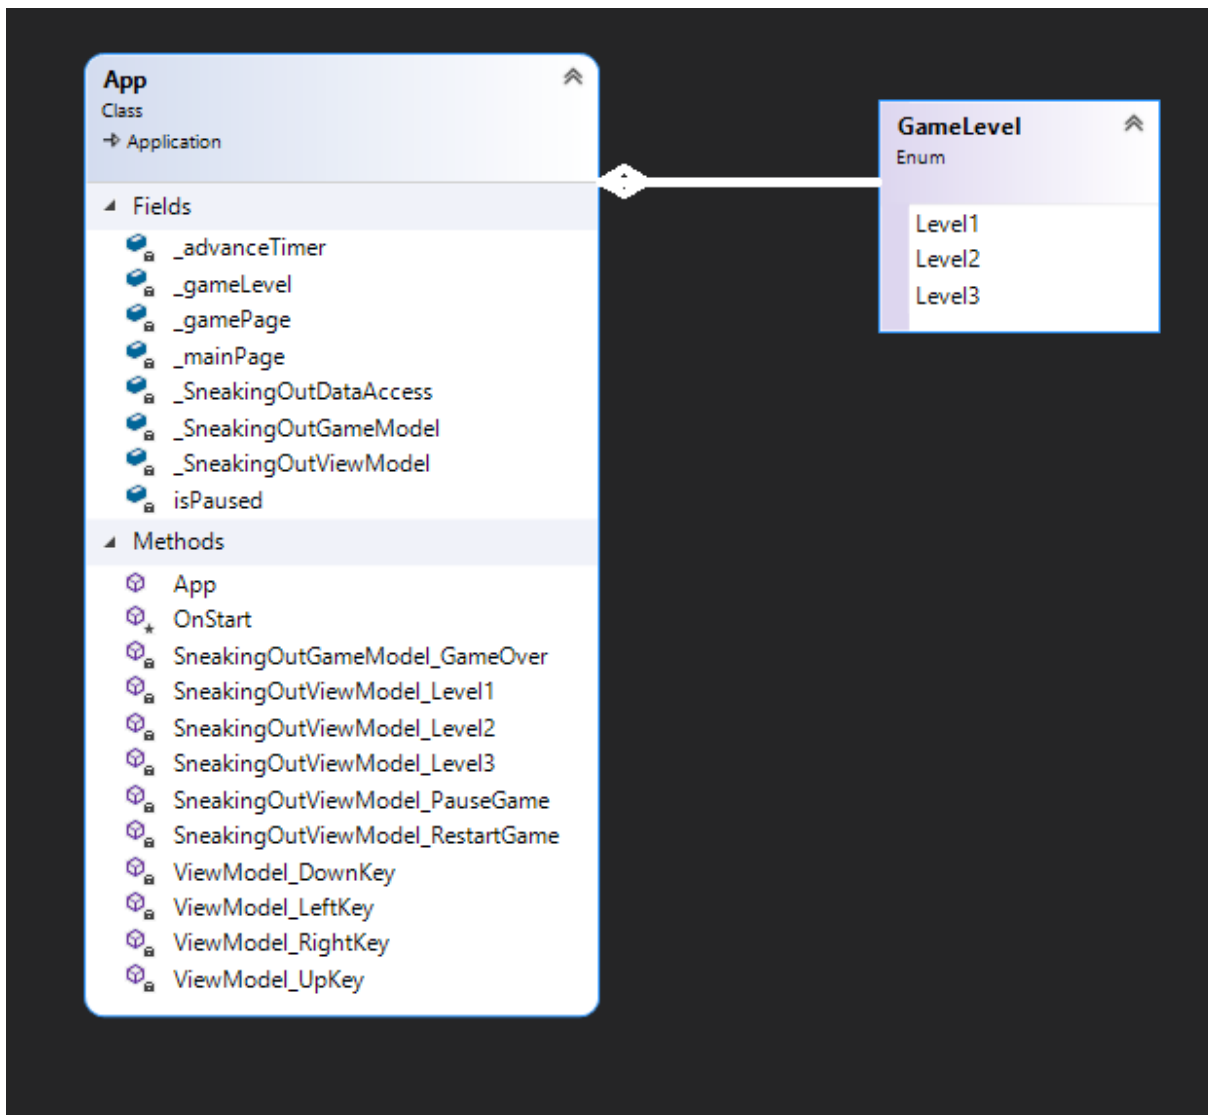 App
Class
Application
Fields
_advanceTimer
_gameLevel
_gamePage
_mainPage
_SneakingOutDataAccess
_SneakingOutGameModel
_SneakingOutViewModel
isPaused
Methods
App
OnStart
SneakingOutGameModel_GameOver
SneakingOutViewModel_Level1
SneakingOutViewModel_Level2
SneakingOutViewModel_Level3
SneakingOutViewModel_PauseGame
SneakingOutViewModel_RestartGame
ViewModel_DownKey
ViewModel_LeftKey
ViewModel_RightKey
ViewModel_UpKey
GameLevel
Enum
Level1
Level2
Level3